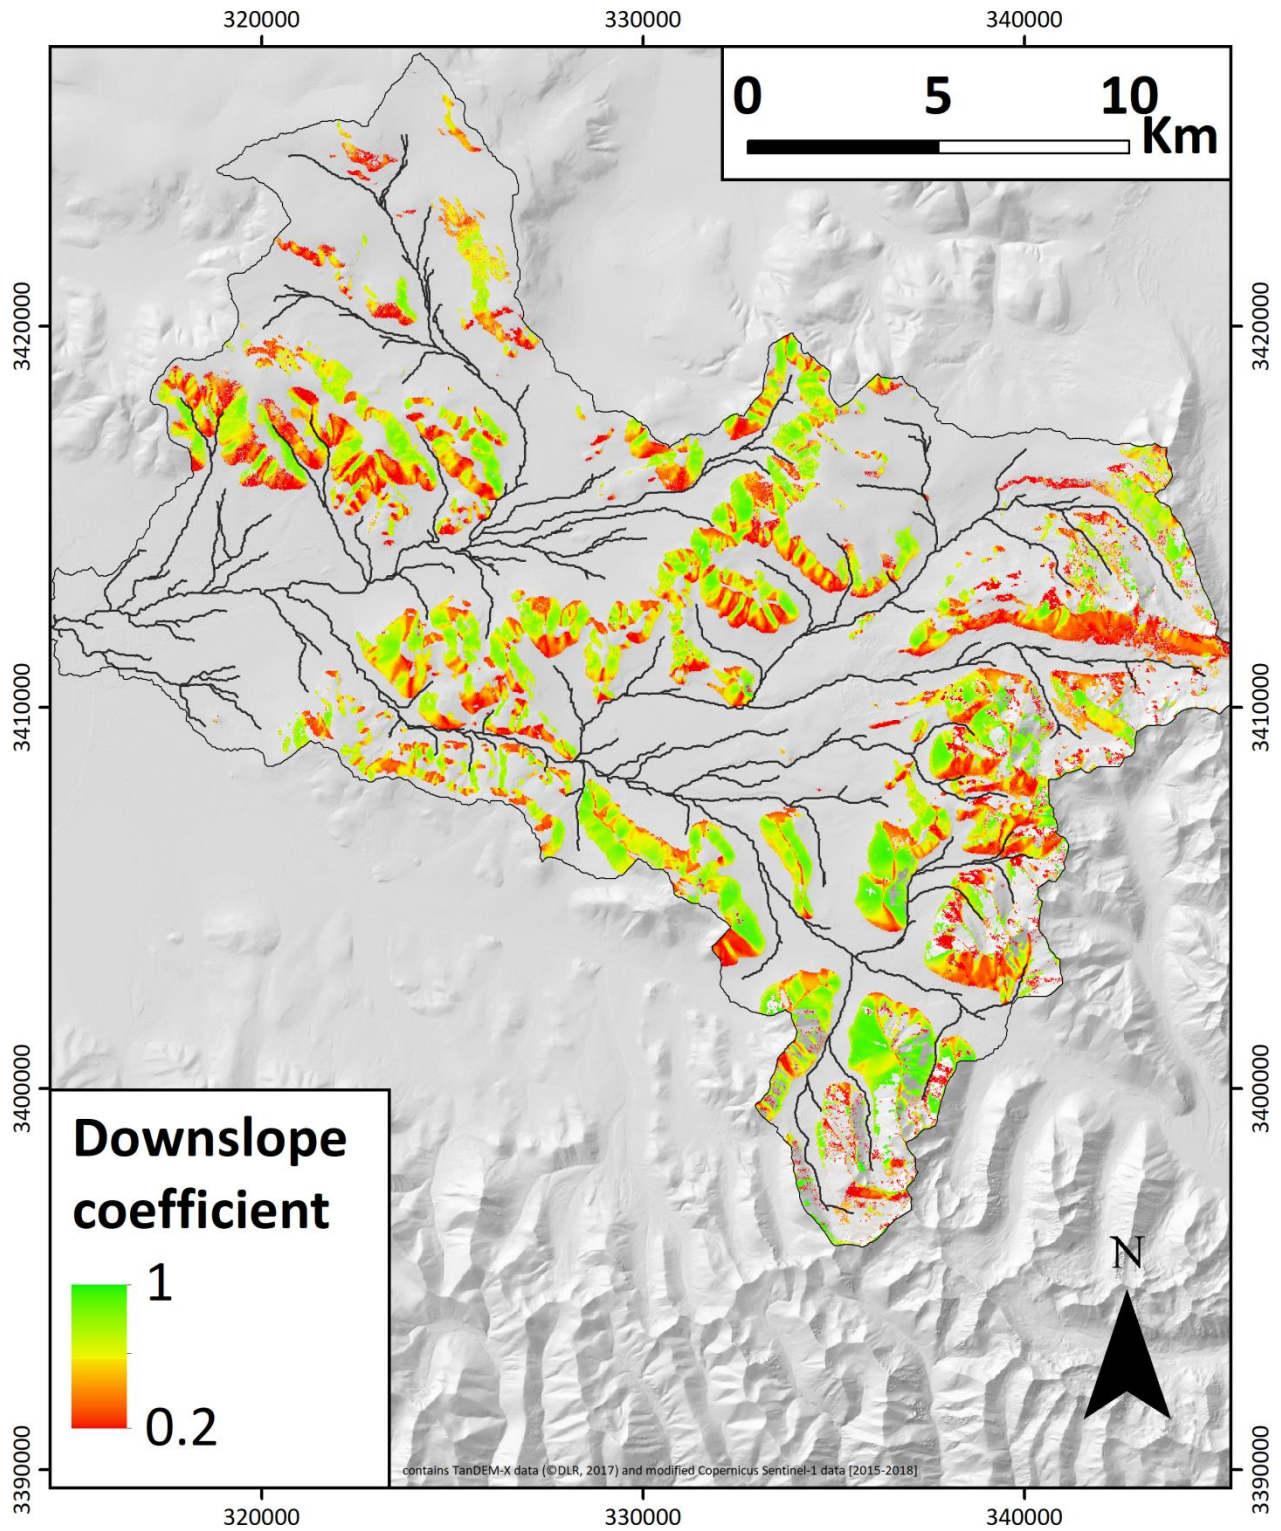 320000 330000 340000
0 5 10
Km
3420000 3420000
3410000 3410000
3400000 3400000
Downslope
coefficient
1
0.2
N
3390000 3390000
contains TanDEM-X data (©DLR, 2017) and modified Copernicus Sentinel-1 data [2015-2018]
320000 330000 340000